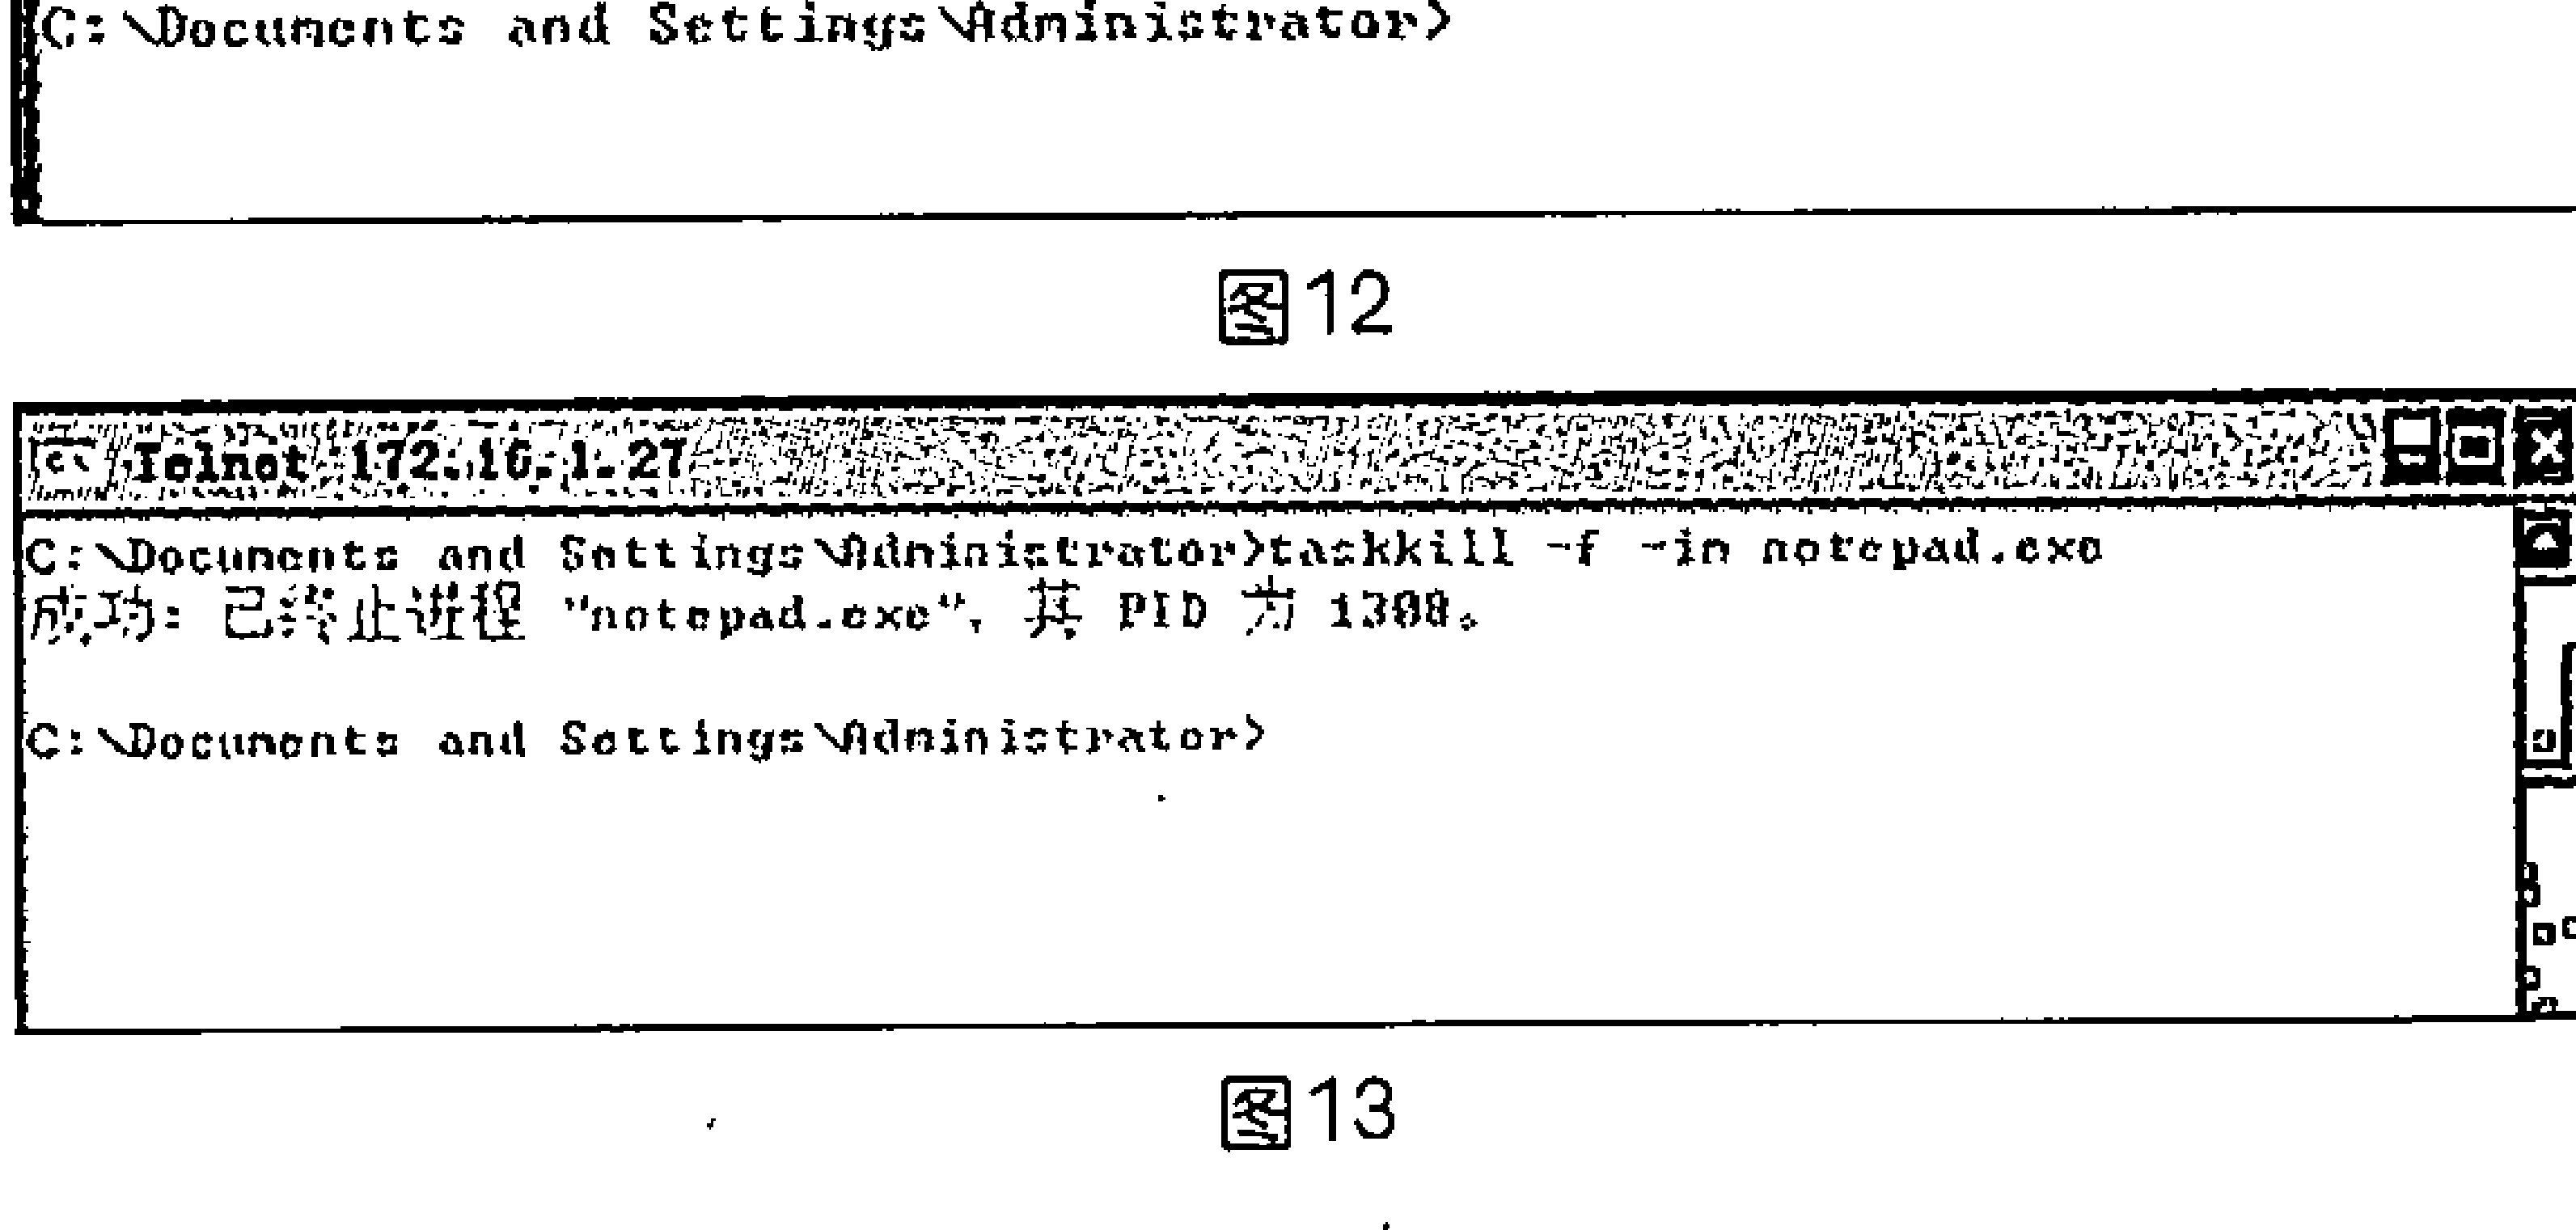 C:\Documents and Settings\Administrator>
图12
Telnet 172.16.1.27
C:\Documents and Settings\Administrator>taskkill -f -im notepad.exe
成功: 已终止进程 "notepad.exe", 其 PID 为 1308。
C:\Documents and Settings\Administrator>
图13